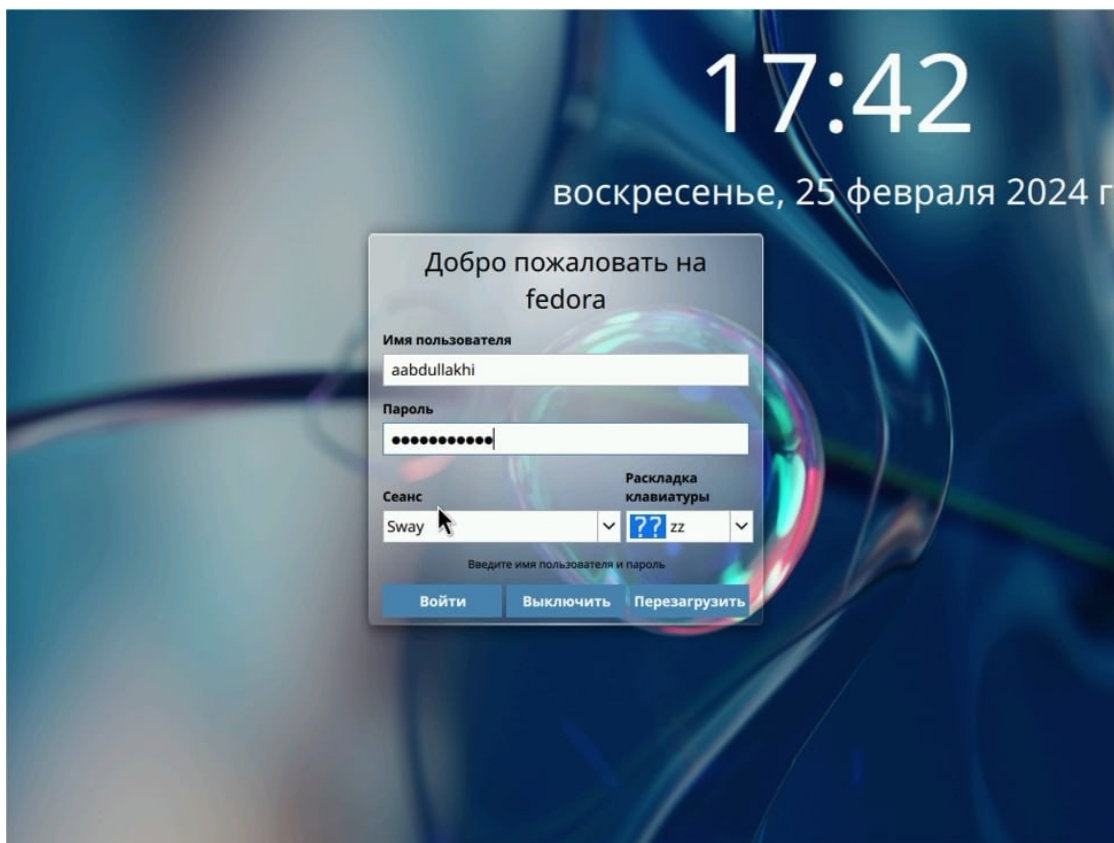 17:42
воскресенье, 25 февраля 2024 г
Добро пожаловать на
fedora
Имя пользователя
aabdullakhi
Пароль
●●●●●●●●●●●
Раскладка
клавиатуры
Сеанс
Sway
?? zz
Введите имя пользователя и пароль
Войти Выключить Перезагрузить